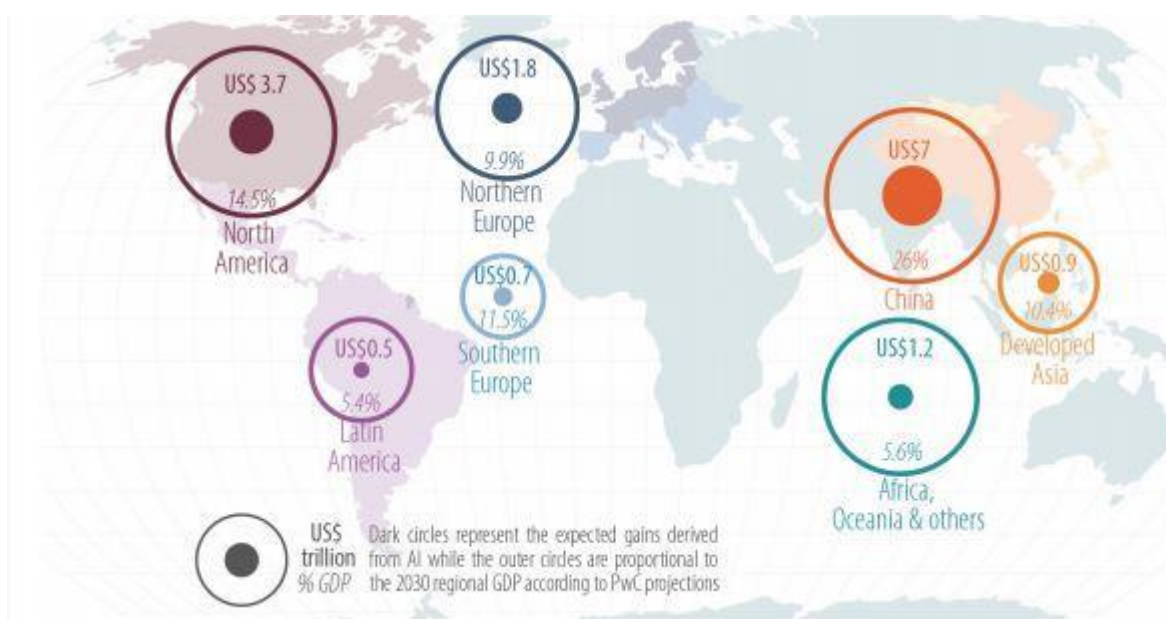 US$ 3.7
14.5%
North
America
US$1.8
9.9%
Northern
Europe
US$0.7
11.5%
Southern
Europe
US$0.5
5.4%
Latin
America
US$7
26%
China
US$0.9
10.4%
Developed
Asia
US$1.2
5.6%
Africa,
Oceania & others
US$
trillion
% GDP
Dark circles represent the expected gains derived
from AI while the outer circles are proportional to
the 2030 regional GDP according to PwC projections